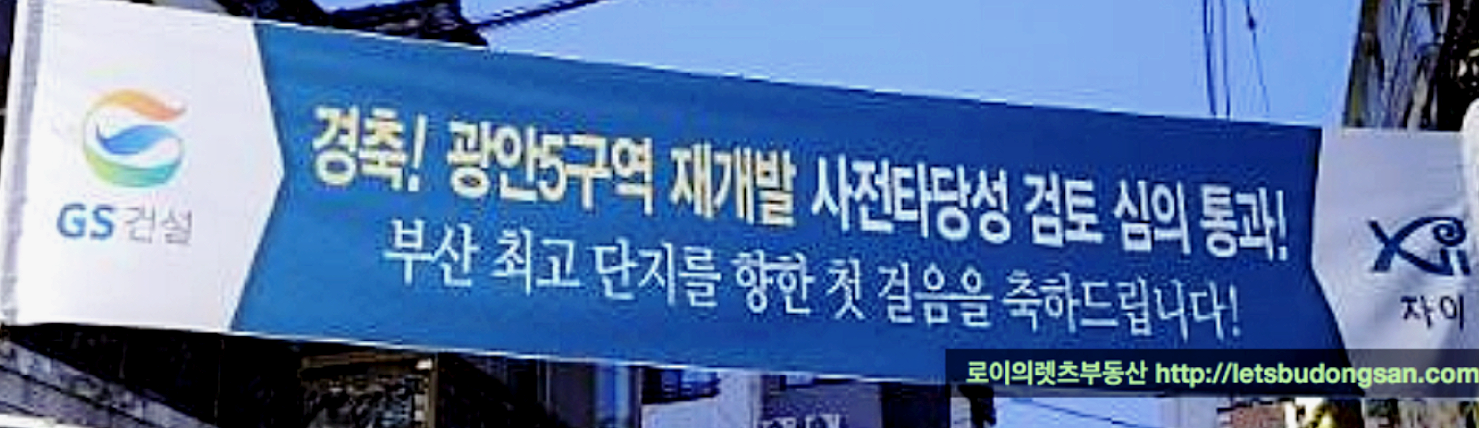 GS건설
경축! 광안5구역 재개발 사전타당성 검토 심의 통과!
부산 최고 단지를 향한 첫 걸음을 축하드립니다!
Xi
자이
로이의렛츠부동산 http://letsbudongsan.com